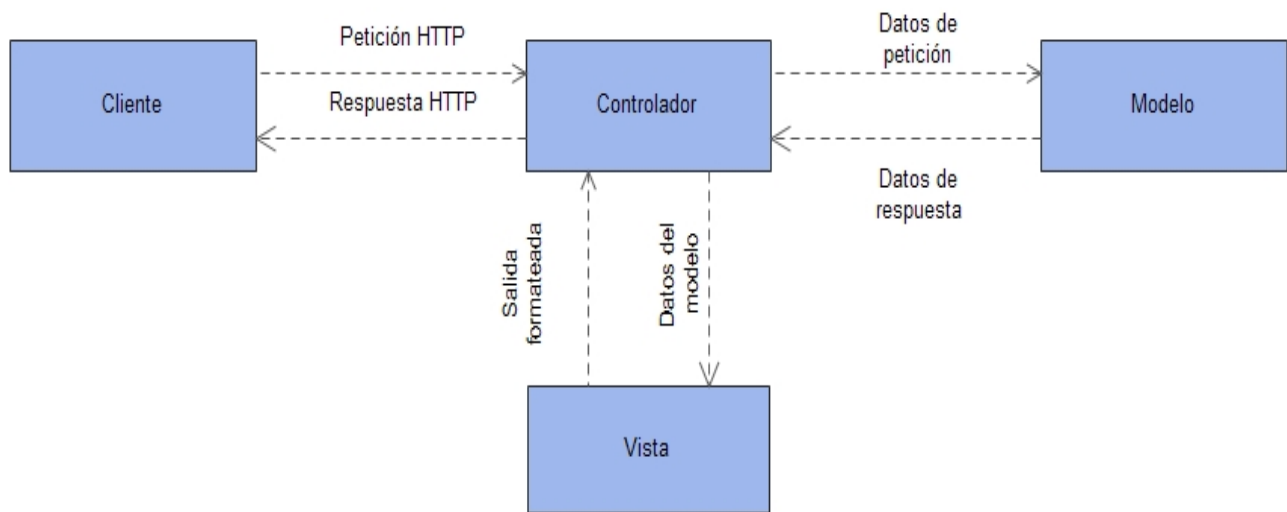 Petición HTTP
Datos de
petición
Cliente
Respuesta HTTP
Controlador
Modelo
Datos de
respuesta
Salida
formateada
Datos del
modelo
Vista